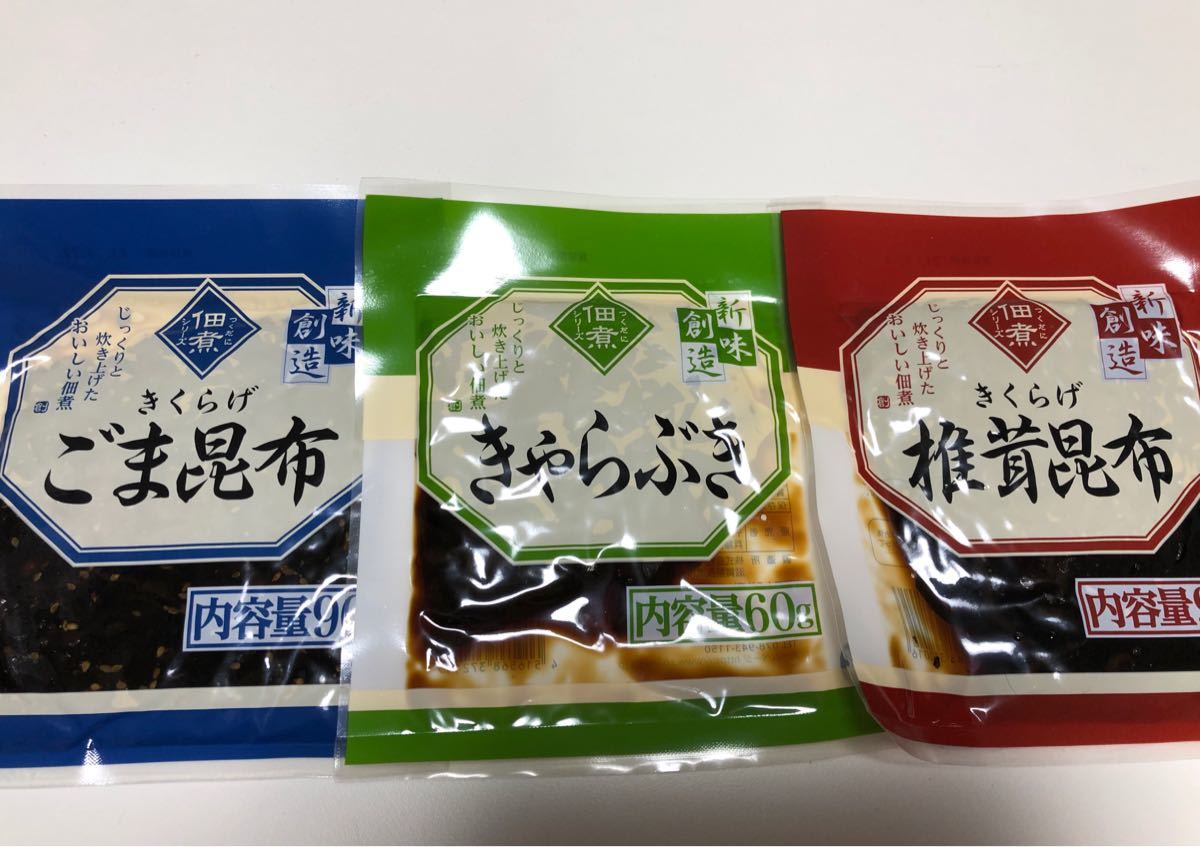 佃煮
つくだに
シリーズ
新味
創造
じっくりと
炊き上げた
おいしい佃煮
きくらげ
ごま昆布
内容量9
佃煮
つくだに
シリーズ
新味
創造
じっくりと
炊き上げた
おいしい佃煮
きゃらぶき
内容量60g
TEL078-943-1150
4 516568 372
佃煮
つくだに
シリーズ
新味
創造
じっくりと
炊き上げた
おいしい佃煮
きくらげ
椎茸昆布
内容量